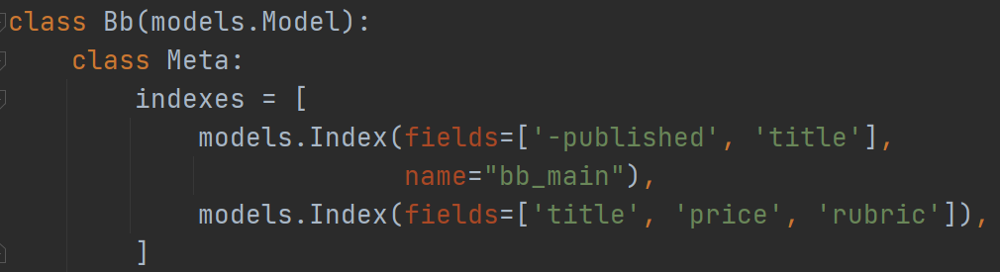 class Bb(models.Model):
    class Meta:
        indexes = [
            models.Index(fields=['-published', 'title'],
                         name="bb_main"),
            models.Index(fields=['title', 'price', 'rubric']),
        ]